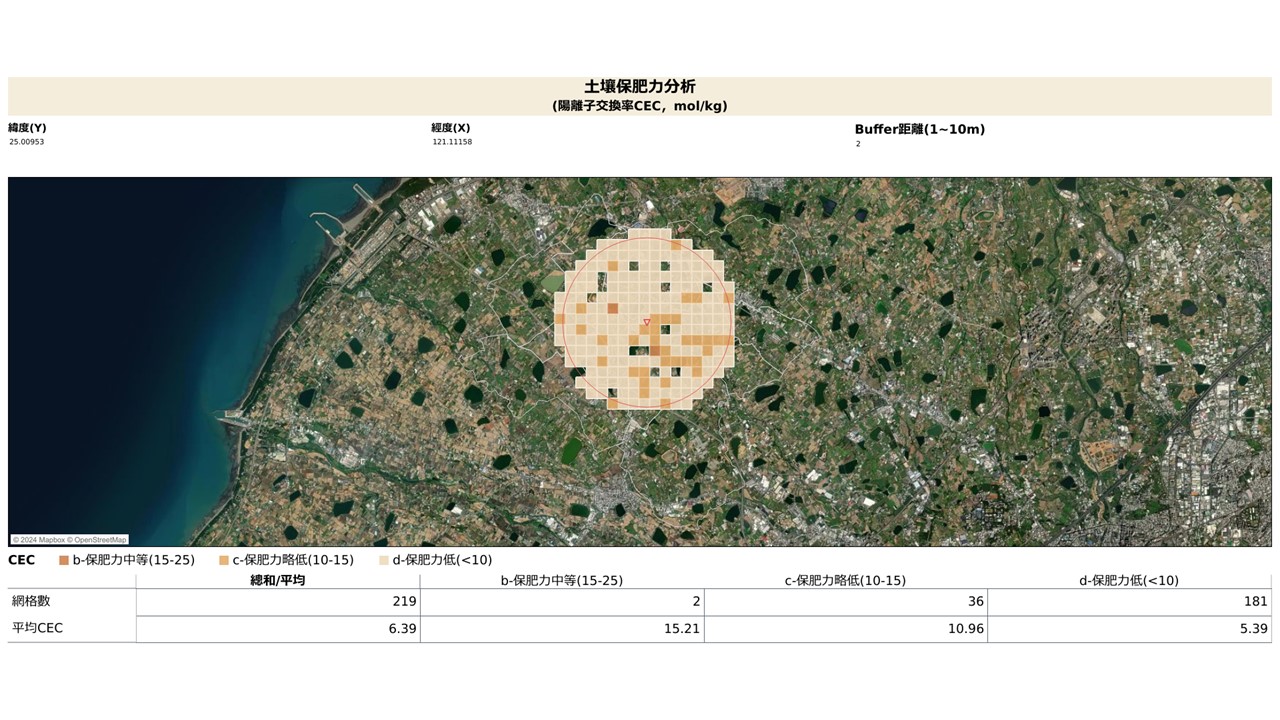 土壤保肥力分析
(陽離子交換率CEC，mol/kg)
緯度(Y)
25.00953
經度(X)
121.11158
Buffer距離(1~10m)
2
© 2024 Mapbox © OpenStreetMap
CEC b-保肥力中等(15-25) c-保肥力略低(10-15) d-保肥力低(<10)
總和/平均 b-保肥力中等(15-25) c-保肥力略低(10-15) d-保肥力低(<10)
網格數 219 2 36 181
平均CEC 6.39 15.21 10.96 5.39